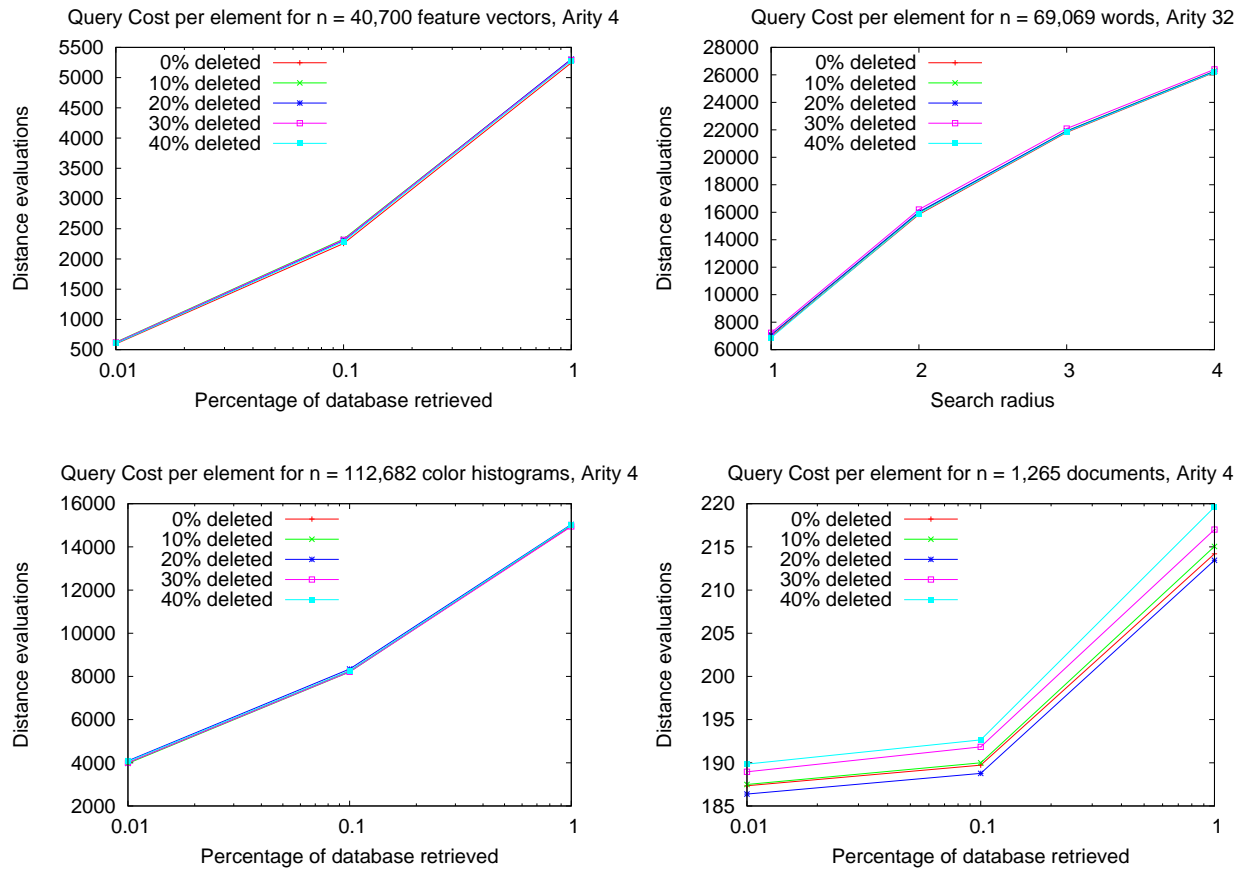 Query Cost per element for n = 40,700 feature vectors, Arity 4
Distance evaluations
5500
5000
4500
4000
3500
3000
2500
2000
1500
1000
500
0% deleted
10% deleted
20% deleted
30% deleted
40% deleted
0.01
0.1
1
Percentage of database retrieved
Query Cost per element for n = 69,069 words, Arity 32
Distance evaluations
28000
26000
24000
22000
20000
18000
16000
14000
12000
10000
8000
6000
0% deleted
10% deleted
20% deleted
30% deleted
40% deleted
1
2
3
4
Search radius
Query Cost per element for n = 112,682 color histograms, Arity 4
Distance evaluations
16000
14000
12000
10000
8000
6000
4000
2000
0% deleted
10% deleted
20% deleted
30% deleted
40% deleted
0.01
0.1
1
Percentage of database retrieved
Query Cost per element for n = 1,265 documents, Arity 4
Distance evaluations
220
215
210
205
200
195
190
185
0% deleted
10% deleted
20% deleted
30% deleted
40% deleted
0.01
0.1
1
Percentage of database retrieved